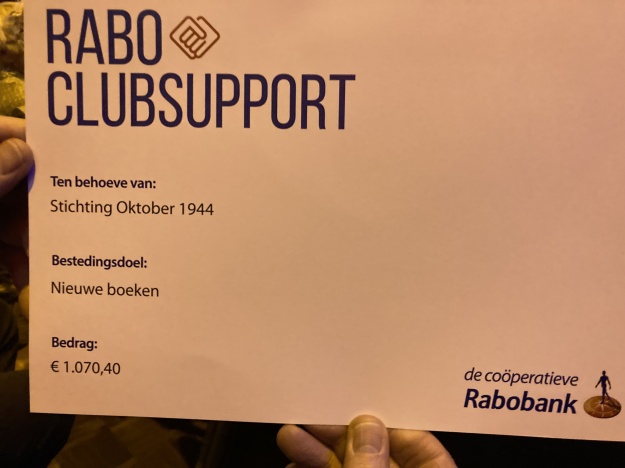 RABO
CLUBSUPPORT
Ten behoeve van:
Stichting Oktober 1944
Bestedingsdoel:
Nieuwe boeken
Bedrag:
€ 1.070,40
de coöperatieve
Rabobank